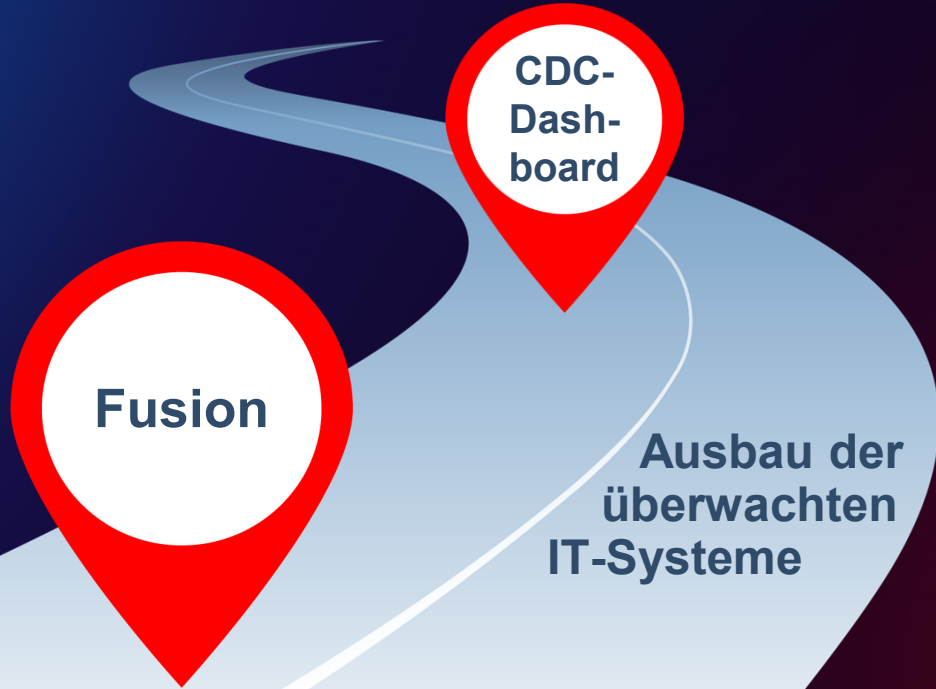 CDC-
Dash-
board
Fusion
Ausbau der
überwachten
IT-Systeme